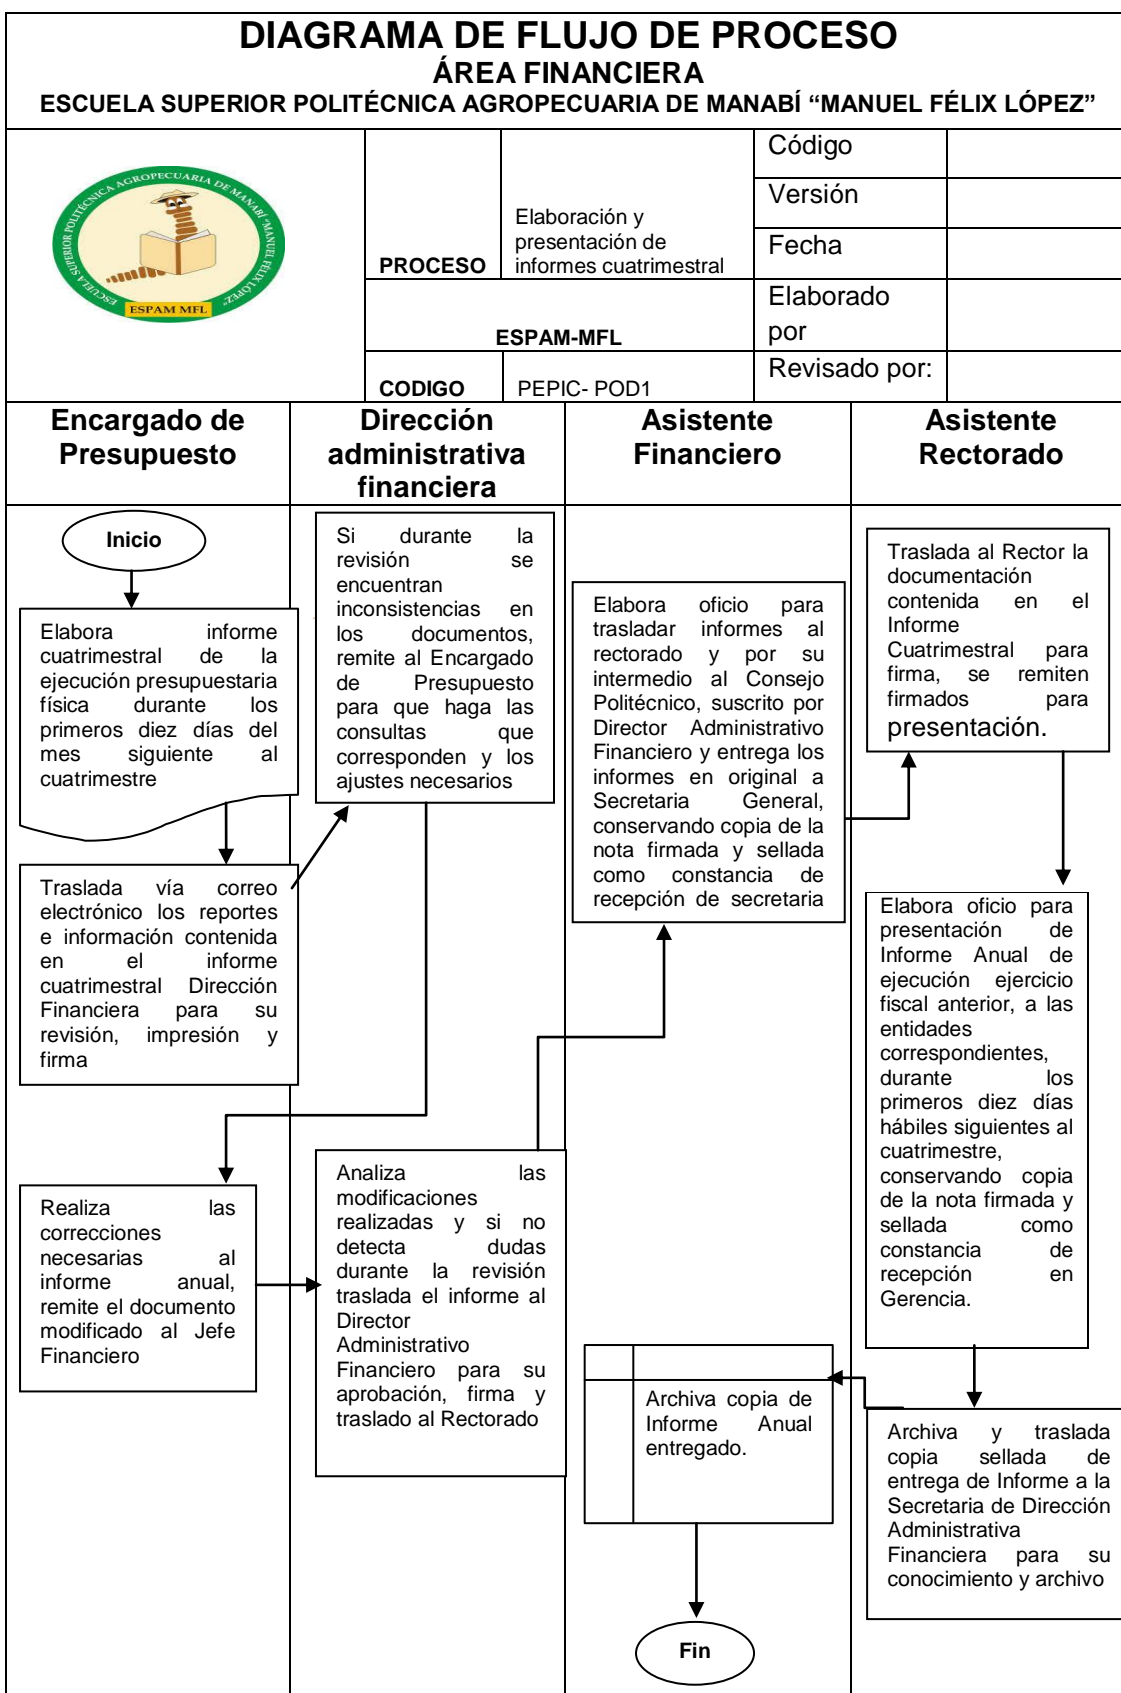 DIAGRAMA DE FLUJO DE PROCESO
ÁREA FINANCIERA
ESCUELA SUPERIOR POLITÉCNICA AGROPECUARIA DE MANABÍ “MANUEL FÉLIX LÓPEZ”
ESCUELA SUPERIOR POLITÉCNICA AGROPECUARIA DE MANABÍ "MANUEL FÉLIX LÓPEZ"
ESPAM MFL
PROCESO
Elaboración y
presentación de
informes cuatrimestral
Código
Versión
Fecha
ESPAM-MFL
Elaborado
por
CODIGO
PEPIC- POD1
Revisado por:
Encargado de
Presupuesto
Dirección
administrativa
financiera
Asistente
Financiero
Asistente
Rectorado
Inicio
Elabora informe
cuatrimestral de la
ejecución presupuestaria
física durante los
primeros diez días del
mes siguiente al
cuatrimestre
Traslada vía correo
electrónico los reportes
e información contenida
en el informe
cuatrimestral Dirección
Financiera para su
revisión, impresión y
firma
Realiza las
correcciones
necesarias al
informe anual,
remite el documento
modificado al Jefe
Financiero
Si durante la
revisión se
encuentran
inconsistencias en
los documentos,
remite al Encargado
de Presupuesto
para que haga las
consultas que
corresponden y los
ajustes necesarios
Analiza las
modificaciones
realizadas y si no
detecta dudas
durante la revisión
traslada el informe al
Director
Administrativo
Financiero para su
aprobación, firma y
traslado al Rectorado
Elabora oficio para
trasladar informes al
rectorado y por su
intermedio al Consejo
Politécnico, suscrito por
Director Administrativo
Financiero y entrega los
informes en original a
Secretaria General,
conservando copia de la
nota firmada y sellada
como constancia de
recepción de secretaria
Archiva copia de
Informe Anual
entregado.
Fin
Traslada al Rector la
documentación
contenida en el
Informe
Cuatrimestral para
firma, se remiten
firmados para
presentación.
Elabora oficio para
presentación de
Informe Anual de
ejecución ejercicio
fiscal anterior, a las
entidades
correspondientes,
durante los
primeros diez días
hábiles siguientes al
cuatrimestre,
conservando copia
de la nota firmada y
sellada como
constancia de
recepción en
Gerencia.
Archiva y traslada
copia sellada de
entrega de Informe a la
Secretaria de Dirección
Administrativa
Financiera para su
conocimiento y archivo